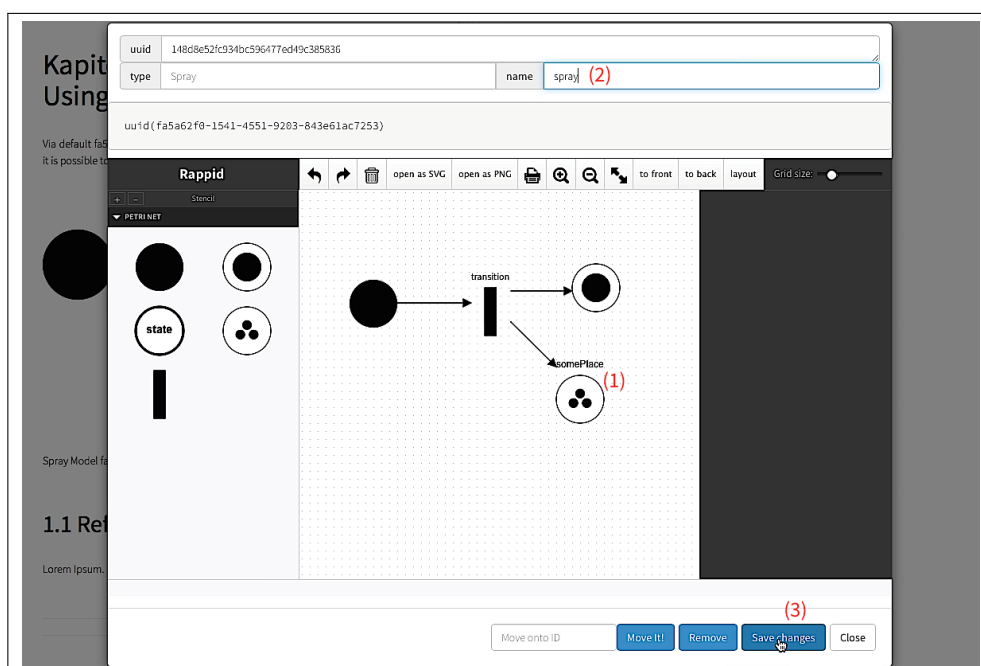 Kapit
Using
Via default fa5
it is possible to
Spray Model fa
1.1 Ref
Lorem Ipsum.
uuid 148d8e52fc934bc596477ed49c385836
type Spray name spray (2)
uuid(fa5a62f0-1541-4551-9203-843e61ac7253)
Rappid open as SVG open as PNG to front to back layout Grid size:
+ - Stencil
PETRI NET
state
transition
somePlace
(1)
(3)
Move onto ID Move It! Remove Save changes Close